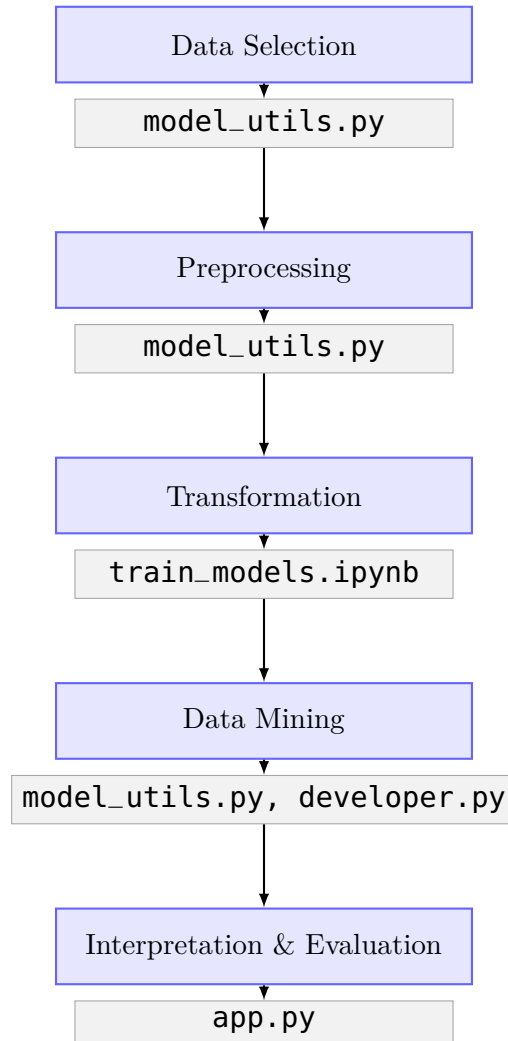 Data Selection
model_utils.py
Preprocessing
model_utils.py
Transformation
train_models.ipynb
Data Mining
model_utils.py, developer.py
Interpretation & Evaluation
app.py